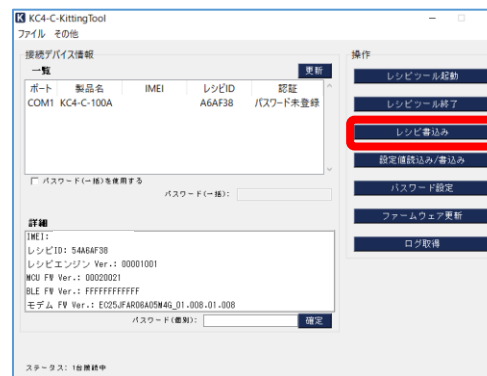 KC4-C-KittingTool
ファイル その他
接続デバイス情報
一覧
更新
ポート 製品名 IMEI レシピID 認証
COM1 KC4-C-100A A6AF38 パスワード未登録
パスワード(一括)を使用する
パスワード(一括):
詳細
IMEI:
レシピID: 54A6AF38
レシピエンジン Ver.: 00001001
MCU FW Ver.: 00020021
BLE FW Ver.: FFFFFFFFFFFF
モデム FW Ver.: EC25JFAR06A05M4G_01.008.01.008
パスワード(個別):
確定
ステータス: 1台接続中
操作
レシピツール起動
レシピツール終了
レシピ書込み
設定値読込み/書込み
パスワード設定
ファームウェア更新
ログ取得